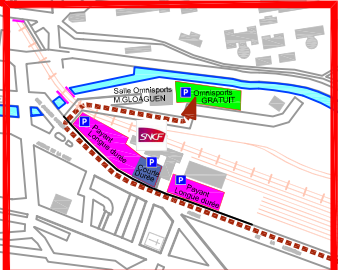 Salle Omnisports
M.GLOAGUEN
P
Omnisports
GRATUIT
P
Payant
Longue durée
SNCF
P
Courte
Durée
P
Payant
Longue durée